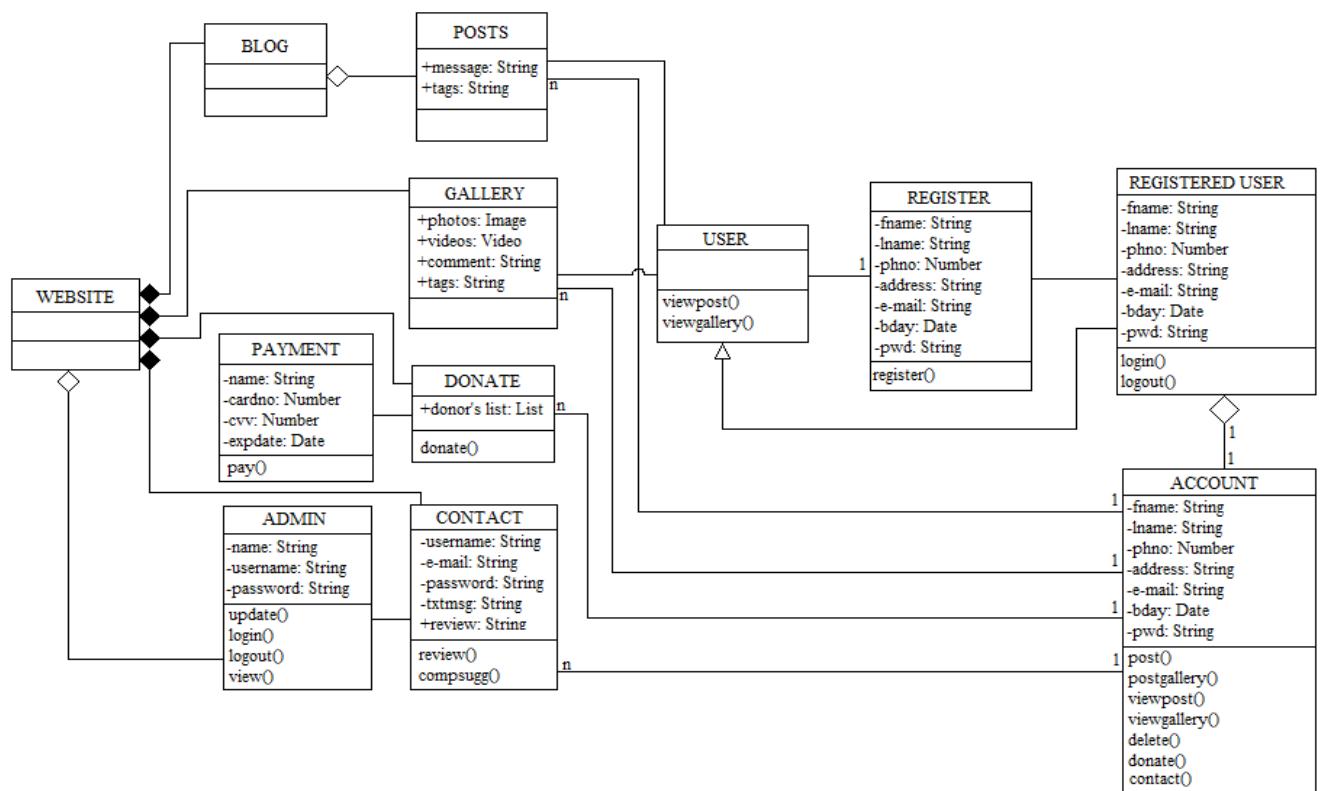 BLOG
POSTS
+message: String
+tags: String
n
GALLERY
+photos: Image
+videos: Video
+comment: String
+tags: String
n
USER
viewpost()
viewgallery()
1
REGISTER
-fname: String
-lname: String
-phno: Number
-address: String
-e-mail: String
-bday: Date
-pwd: String
register()
REGISTERED USER
-fname: String
-lname: String
-phno: Number
-address: String
-e-mail: String
-bday: Date
-pwd: String
login()
logout()
1
1
WEBSITE
PAYMENT
-name: String
-cardno: Number
-cvv: Number
-expdate: Date
pay()
DONATE
+donor's list: List
donate()
n
ADMIN
-name: String
-username: String
-password: String
update()
login()
logout()
view()
CONTACT
-username: String
-e-mail: String
-password: String
-txtmsg: String
+review: String
review()
compsugg()
n
1
1
1
1
ACCOUNT
-fname: String
-lname: String
-phno: Number
-address: String
-e-mail: String
-bday: Date
-pwd: String
post()
postgallery()
viewpost()
viewgallery()
delete()
donate()
contact()